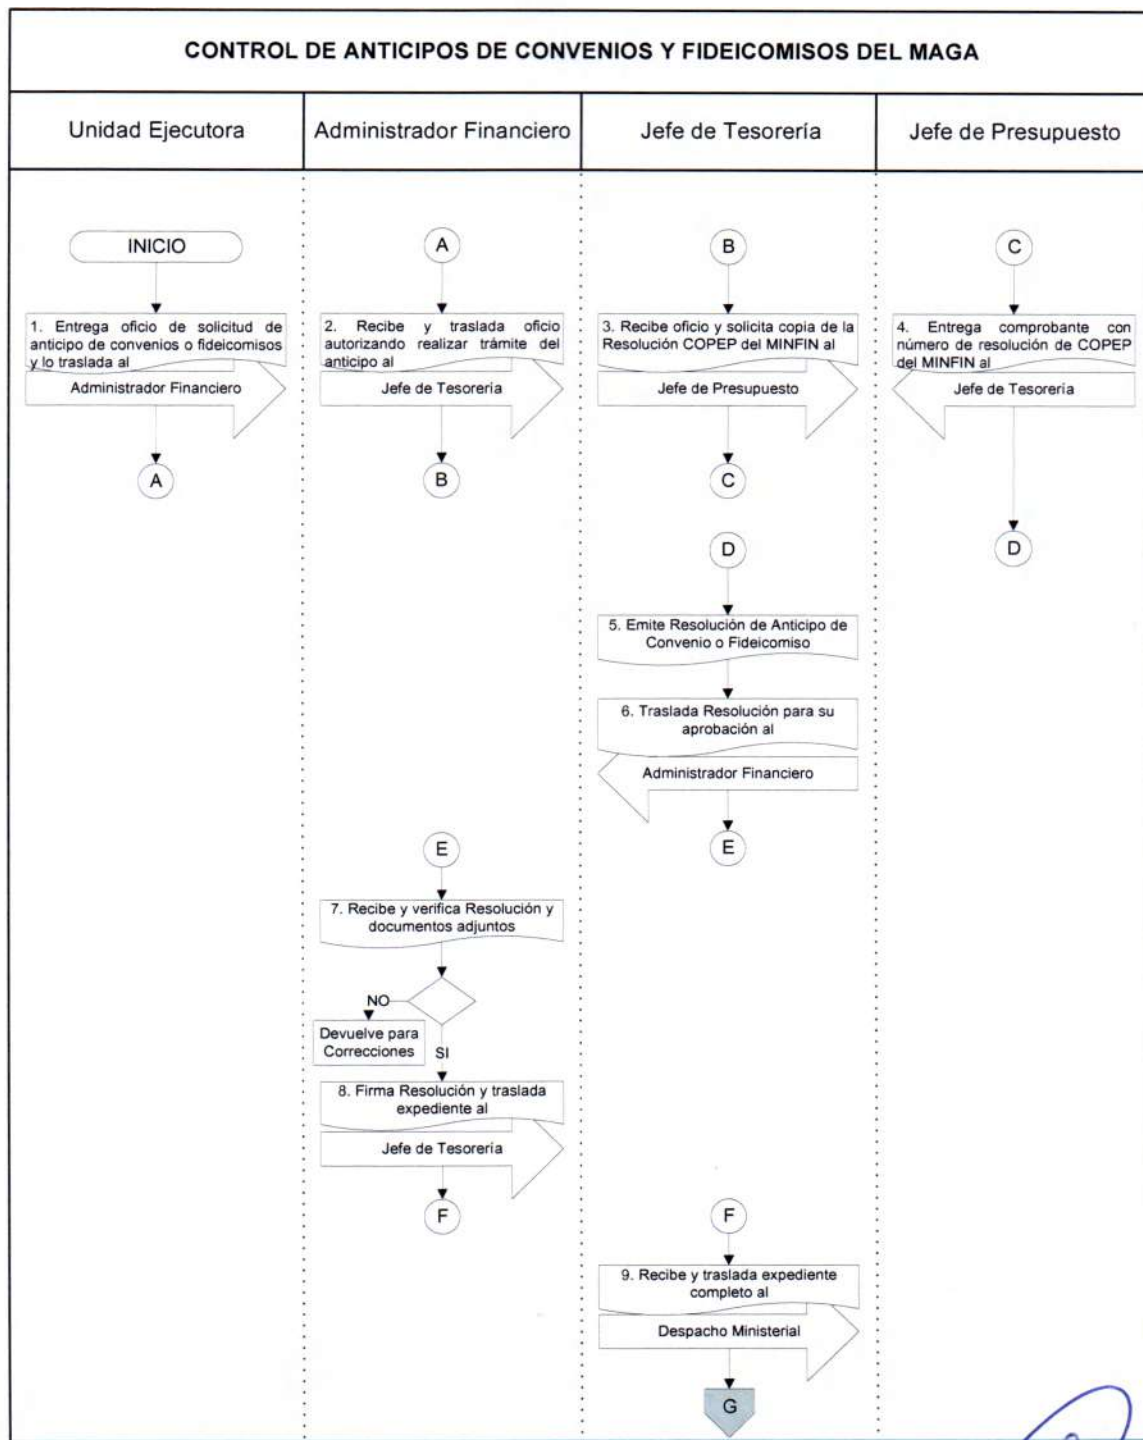 CONTROL DE ANTICIPOS DE CONVENIOS Y FIDEICOMISOS DEL MAGA
Unidad Ejecutora
Administrador Financiero
Jefe de Tesorería
Jefe de Presupuesto
INICIO
A
B
C
1. Entrega oficio de solicitud de
anticipo de convenios o fideicomisos
y lo traslada al
Administrador Financiero
A
2. Recibe y traslada oficio
autorizando realizar trámite del
anticipo al
Jefe de Tesorería
B
3. Recibe oficio y solicita copia de la
Resolución COPEP del MINFIN al
Jefe de Presupuesto
C
4. Entrega comprobante con
número de resolución de COPEP
del MINFIN al
Jefe de Tesorería
D
D
5. Emite Resolución de Anticipo de
Convenio o Fideicomiso
6. Traslada Resolución para su
aprobación al
Administrador Financiero
E
E
7. Recibe y verifica Resolución y
documentos adjuntos
NO
Devuelve para
Correcciones
SI
8. Firma Resolución y traslada
expediente al
Jefe de Tesorería
F
F
9. Recibe y traslada expediente
completo al
Despacho Ministerial
G